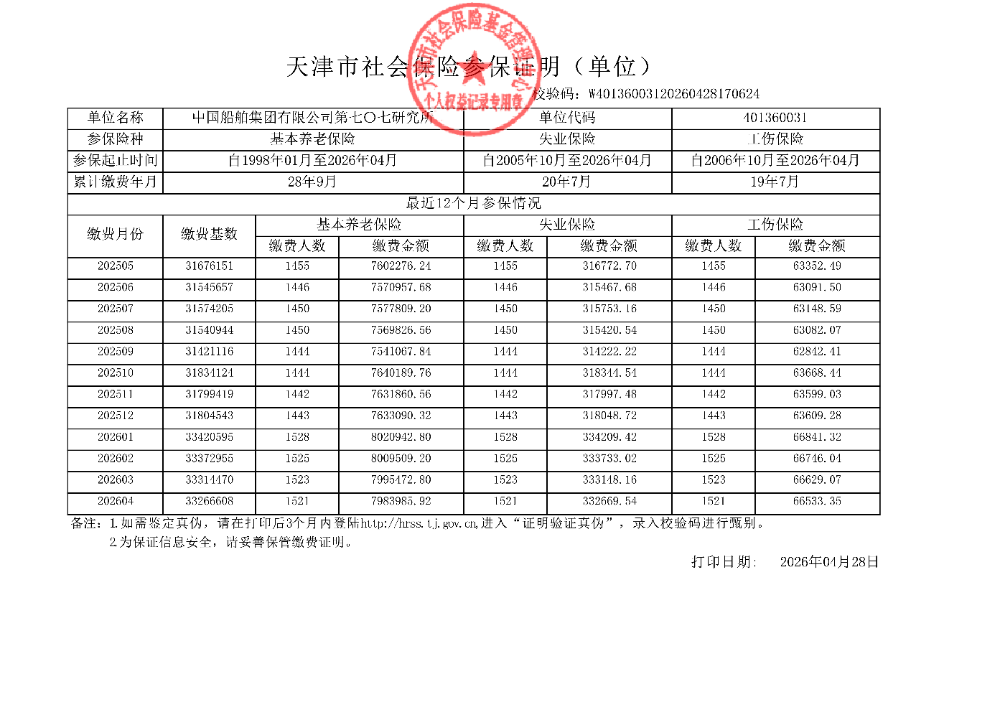 天津市社会保险基金管理中心
个人权益记录专用章
天津市社会保险参保证明（单位）
校验码：W40136003120260428170624
单位名称 中国船舶集团有限公司第七〇七研究所 单位代码 401360031
参保险种 基本养老保险 失业保险 工伤保险
参保起止时间 自1998年01月至2026年04月 自2005年10月至2026年04月 自2006年10月至2026年04月
累计缴费年月 28年9月 20年7月 19年7月
最近12个月参保情况
缴费月份 缴费基数 基本养老保险 失业保险 工伤保险
缴费人数 缴费金额 缴费人数 缴费金额 缴费人数 缴费金额
202505 31676151 1455 7602276.24 1455 316772.70 1455 63352.49
202506 31545657 1446 7570957.68 1446 315467.68 1446 63091.50
202507 31574205 1450 7577809.20 1450 315753.16 1450 63148.59
202508 31540944 1450 7569826.56 1450 315420.54 1450 63082.07
202509 31421116 1444 7541067.84 1444 314222.22 1444 62842.41
202510 31834124 1444 7640189.76 1444 318344.54 1444 63668.44
202511 31799419 1442 7631860.56 1442 317997.48 1442 63599.03
202512 31804543 1443 7633090.32 1443 318048.72 1443 63609.28
202601 33420595 1528 8020942.80 1528 334209.42 1528 66841.32
202602 33372955 1525 8009509.20 1525 333733.02 1525 66746.04
202603 33314470 1523 7995472.80 1523 333148.16 1523 66629.07
202604 33266608 1521 7983985.92 1521 332669.54 1521 66533.35
备注：1.如需鉴定真伪，请在打印后3个月内登陆http://hrss.tj.gov.cn,进入“证明验证真伪”，录入校验码进行甄别。
2.为保证信息安全，请妥善保管缴费证明。
打印日期： 2026年04月28日